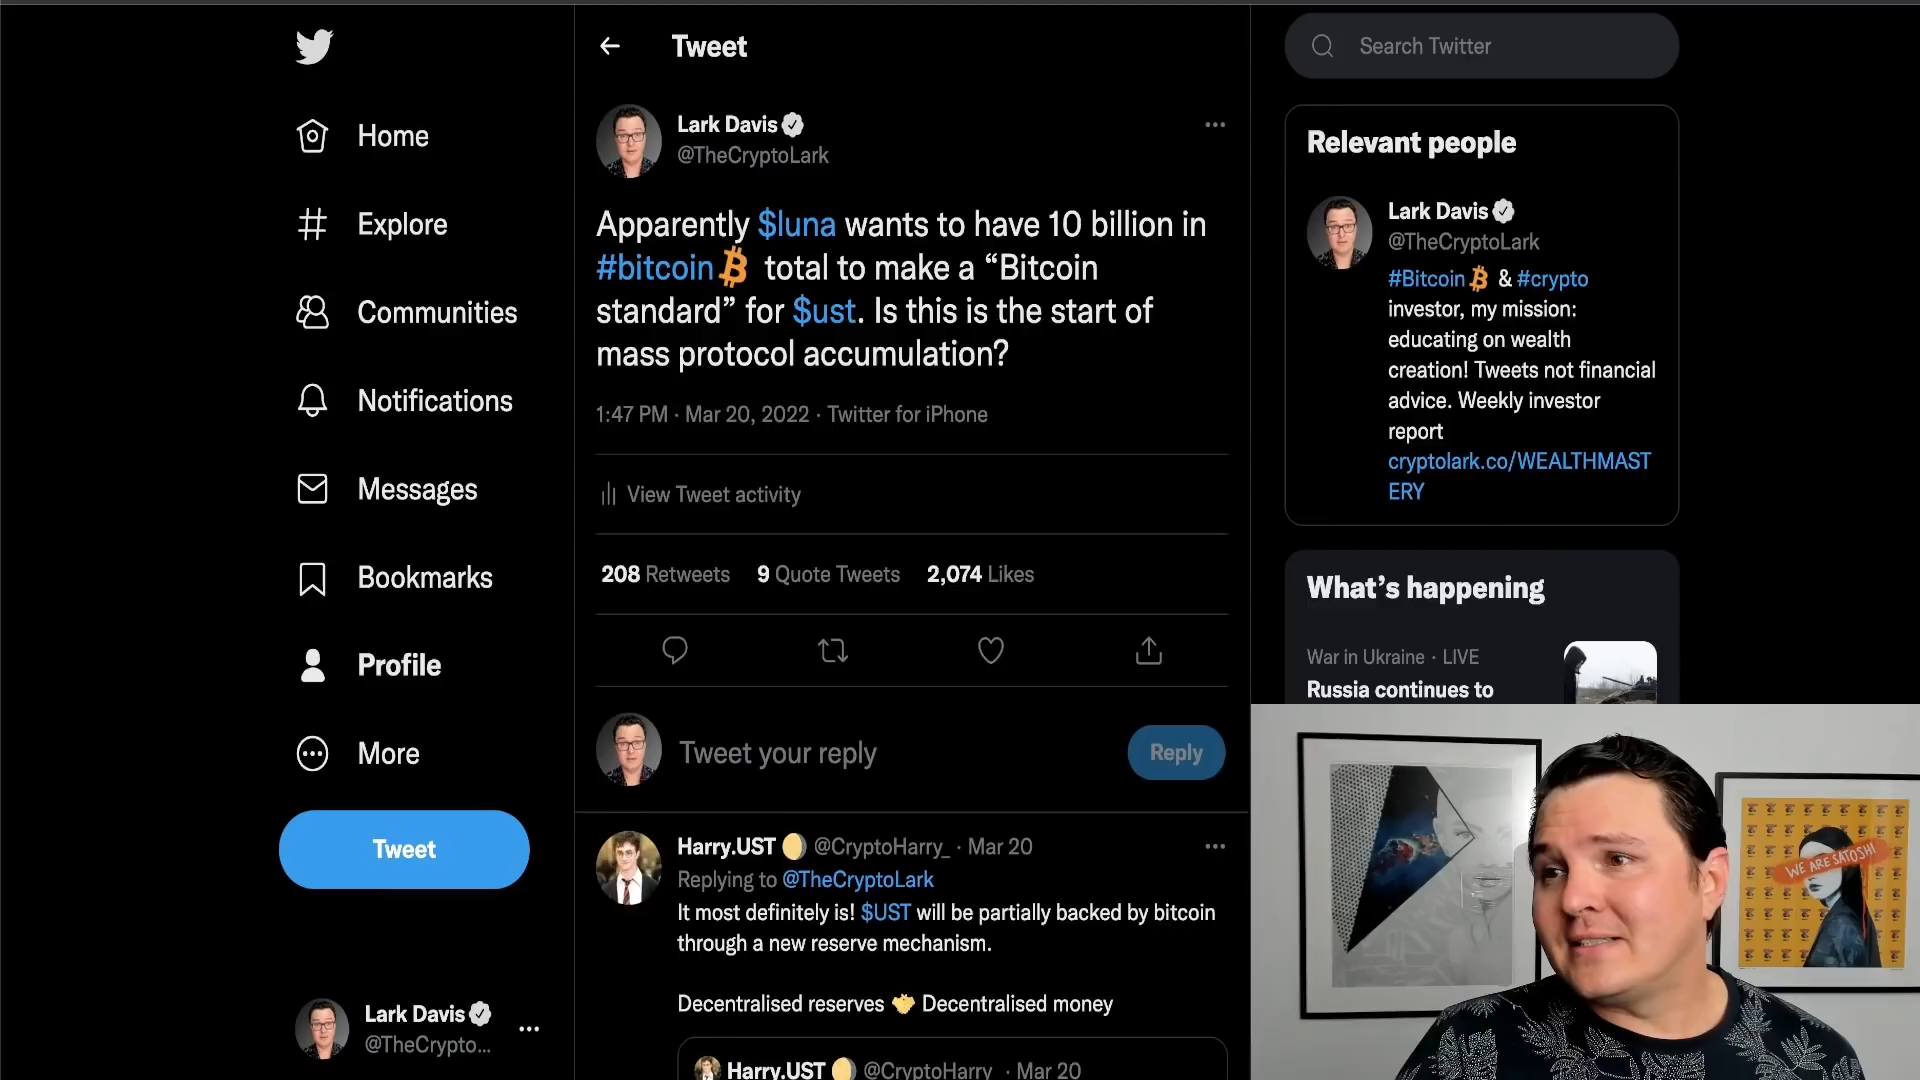 Home
Explore
Communities
Notifications
Messages
Bookmarks
Profile
More
Tweet
Lark Davis
@TheCrypto...
Tweet
Lark Davis
@TheCryptoLark
Apparently $luna wants to have 10 billion in
#bitcoin total to make a “Bitcoin
standard” for $ust. Is this is the start of
mass protocol accumulation?
1:47 PM · Mar 20, 2022 · Twitter for iPhone
View Tweet activity
208 Retweets 9 Quote Tweets 2,074 Likes
Tweet your reply
Reply
Harry.UST @CryptoHarry_ · Mar 20
Replying to @TheCryptoLark
It most definitely is! $UST will be partially backed by bitcoin
through a new reserve mechanism.
Decentralised reserves Decentralised money
Harry.UST @CryptoHarry_ · Mar 20
Search Twitter
Relevant people
Lark Davis
@TheCryptoLark
#Bitcoin & #crypto
investor, my mission:
educating on wealth
creation! Tweets not financial
advice. Weekly investor
report
cryptolark.co/WEALTHMAST
ERY
What’s happening
War in Ukraine · LIVE
Russia continues to
WE ARE SATOSHI